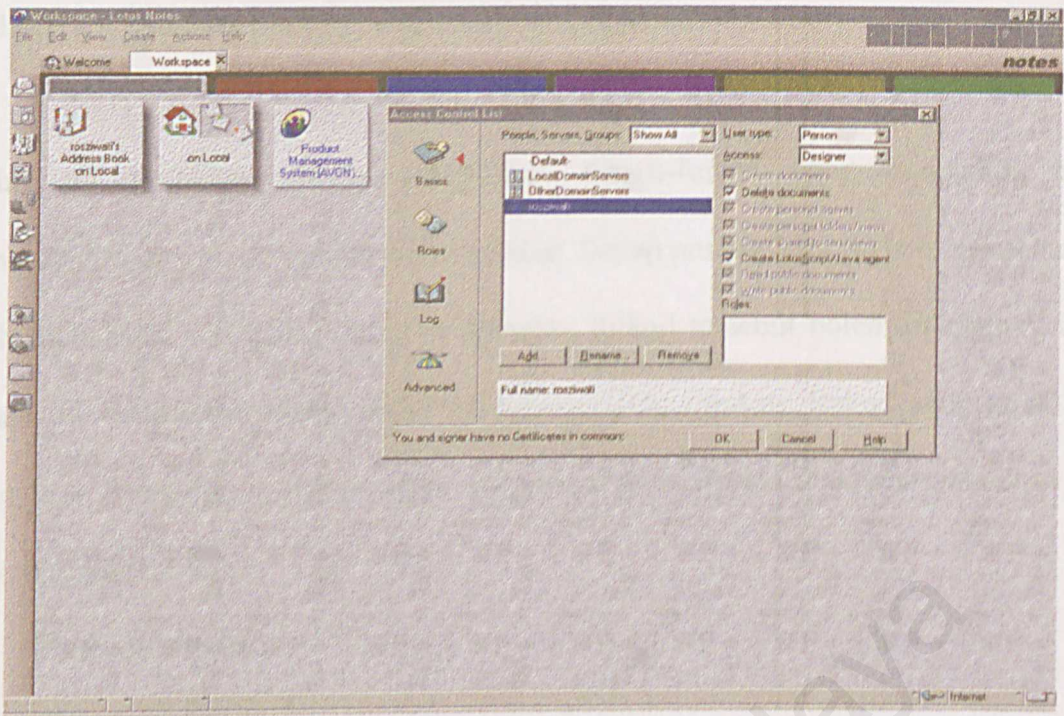 Workspace - Lotus Notes
File Edit View Create Actions Help
Welcome Workspace
notes
rosziwati's
Address Book
on Local
on Local
Product
Management
System (AVON)...
Access Control List
Basics
Roles
Log
Advanced
People, Servers, Groups: Show All
-Default-
LocalDomainServers
OtherDomainServers
rosziwati
Add... Rename... Remove
Full name: rosziwati
User type: Person
Access: Designer
Create documents
Delete documents
Create personal agents
Create personal folders/views
Create shared folders/views
Create LotusScript/Java agent
Read public documents
Write public documents
Roles:
You and signer have no Certificates in common:
OK Cancel Help
Internet
aya